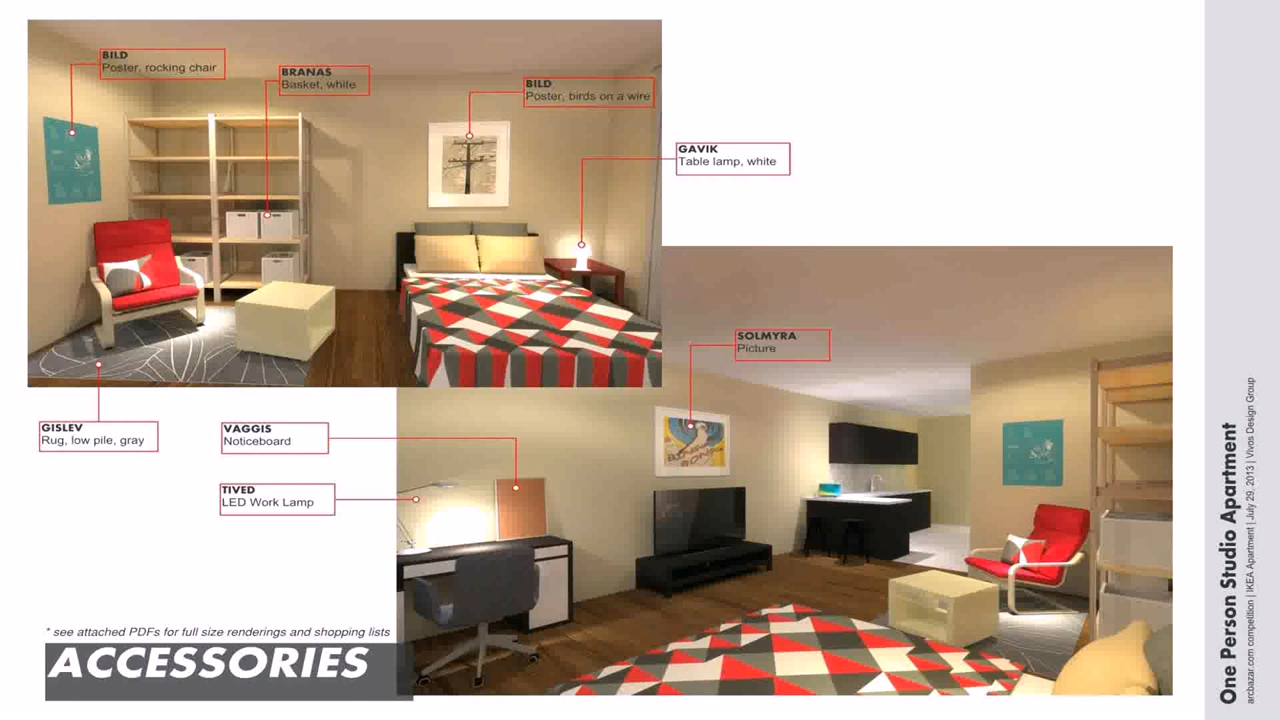 BILD
Poster, rocking chair
BRANAS
Basket, white
BILD
Poster, birds on a wire
GAVIK
Table lamp, white
SOLMYRA
Picture
GISLEV
Rug, low pile, gray
VAGGIS
Noticeboard
TIVED
LED Work Lamp
* see attached PDFs for full size renderings and shopping lists
ACCESSORIES
One Person Studio Apartment
arcbazar.com competition | IKEA Apartment | July 29, 2013 | Vivos Design Group